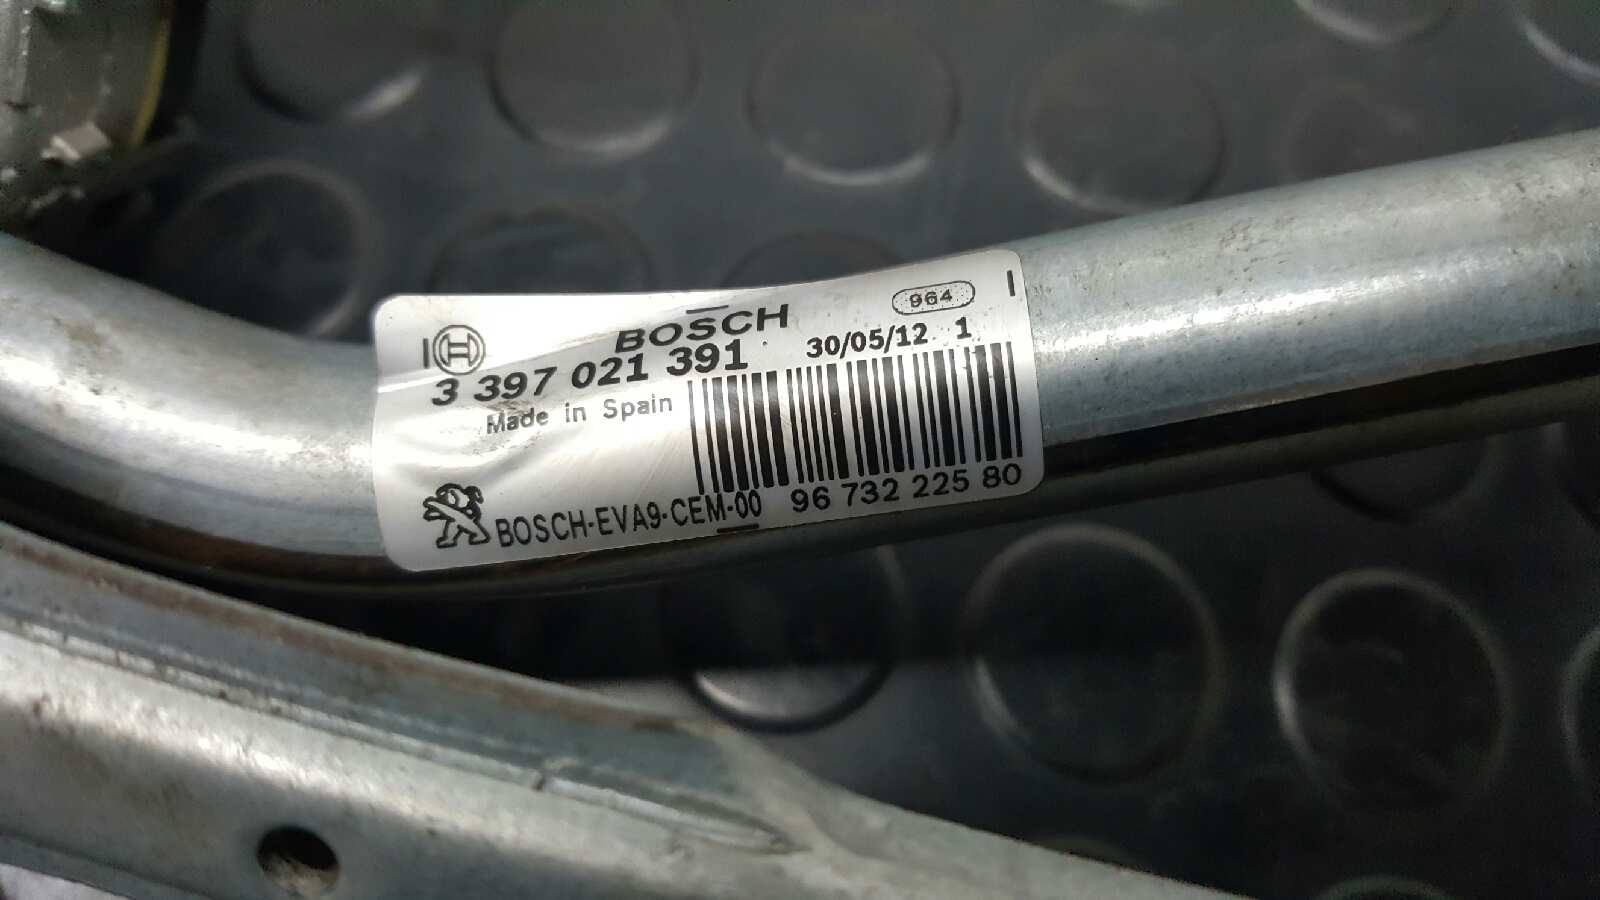 964
BOSCH
3 397 021 391
30/05/12 1
Made in Spain
96 732 225 80
BOSCH-EVA9-CEM-00